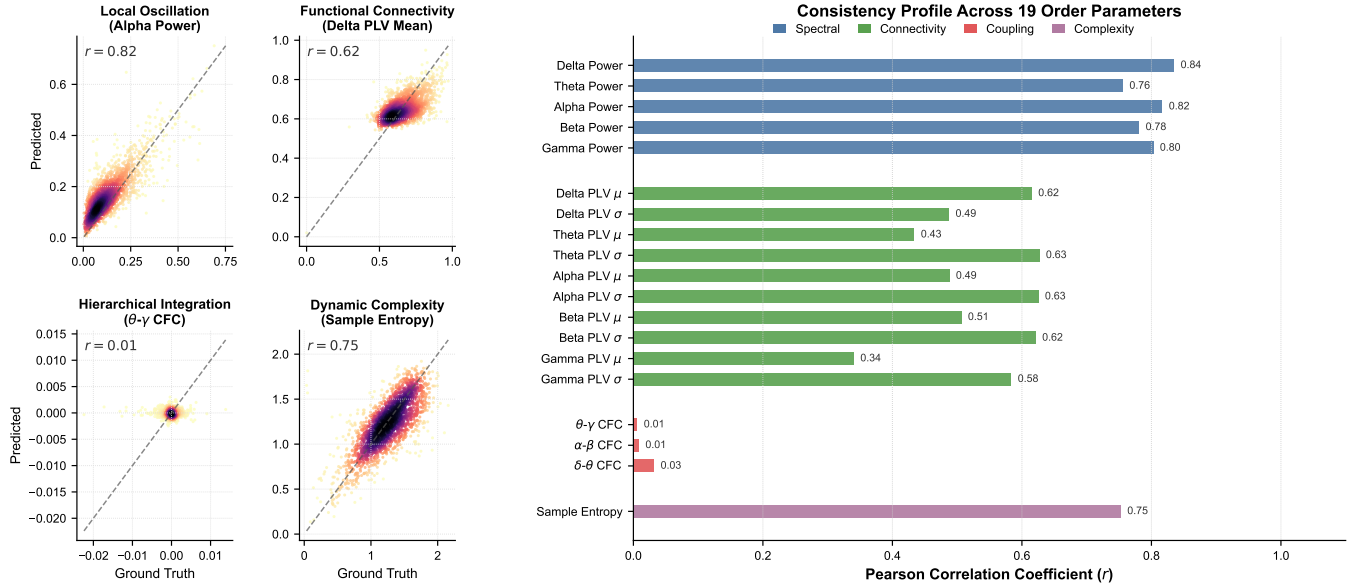 Local Oscillation
(Alpha Power)
r = 0.82
Predicted
0.6
0.4
0.2
0.0
0.00
0.25
0.50
0.75
Functional Connectivity
(Delta PLV Mean)
r = 0.62
1.0
0.8
0.6
0.4
0.2
0.0
0.0
0.5
1.0
Hierarchical Integration
(θ-γ CFC)
r = 0.01
Predicted
0.015
0.010
0.005
0.000
−0.005
−0.010
−0.015
−0.020
−0.02
−0.01
0.00
0.01
Ground Truth
Dynamic Complexity
(Sample Entropy)
r = 0.75
2.0
1.5
1.0
0.5
0.0
0
1
2
Ground Truth
Consistency Profile Across 19 Order Parameters
Spectral Connectivity Coupling Complexity
Delta Power 0.84
Theta Power 0.76
Alpha Power 0.82
Beta Power 0.78
Gamma Power 0.80
Delta PLV μ 0.62
Delta PLV σ 0.49
Theta PLV μ 0.43
Theta PLV σ 0.63
Alpha PLV μ 0.49
Alpha PLV σ 0.63
Beta PLV μ 0.51
Beta PLV σ 0.62
Gamma PLV μ 0.34
Gamma PLV σ 0.58
θ-γ CFC 0.01
α-β CFC 0.01
δ-θ CFC 0.03
Sample Entropy 0.75
0.0 0.2 0.4 0.6 0.8 1.0
Pearson Correlation Coefficient (r)